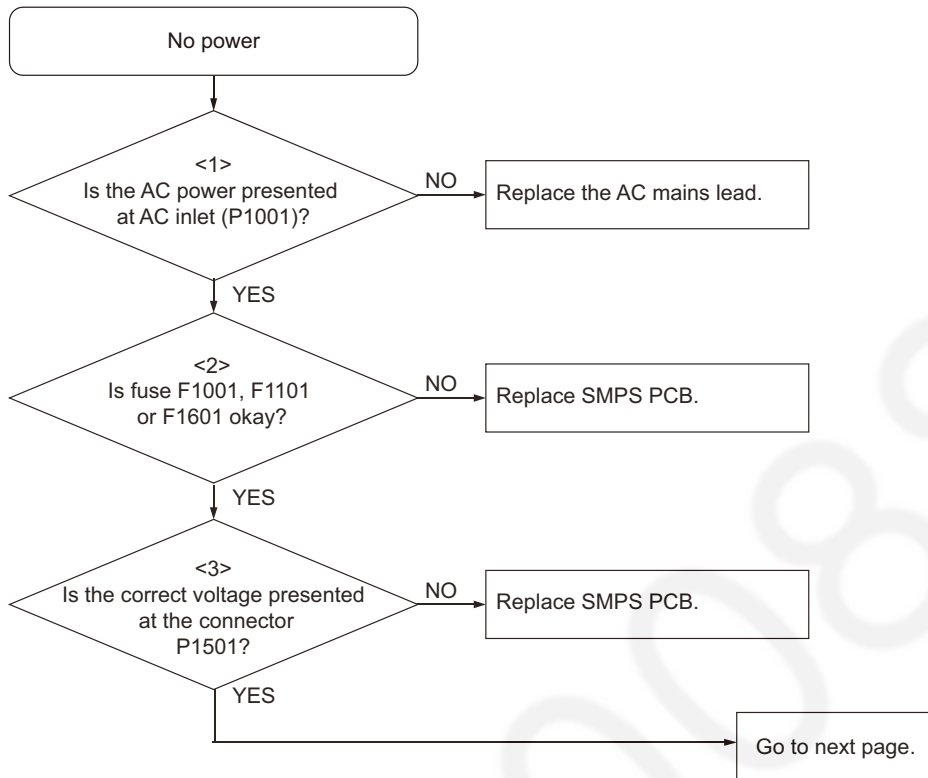 No power
<1>
Is the AC power presented
at AC inlet (P1001)?
NO
Replace the AC mains lead.
YES
<2>
Is fuse F1001, F1101
or F1601 okay?
NO
Replace SMPS PCB.
YES
<3>
Is the correct voltage presented
at the connector
P1501?
NO
Replace SMPS PCB.
YES
Go to next page.